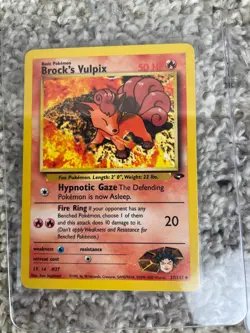 Basic Pokémon
Brock's Vulpix 50 HP
Fox Pokémon. Length: 2' 0", Weight: 22 lbs.
Hypnotic Gaze The Defending
Pokémon is now Asleep.
Fire Ring If your opponent has any
Benched Pokémon, choose 1 of them
and this attack does 10 damage to it.
(Don't apply Weakness and Resistance for
Benched Pokémon.)
20
weakness resistance
retreat cost